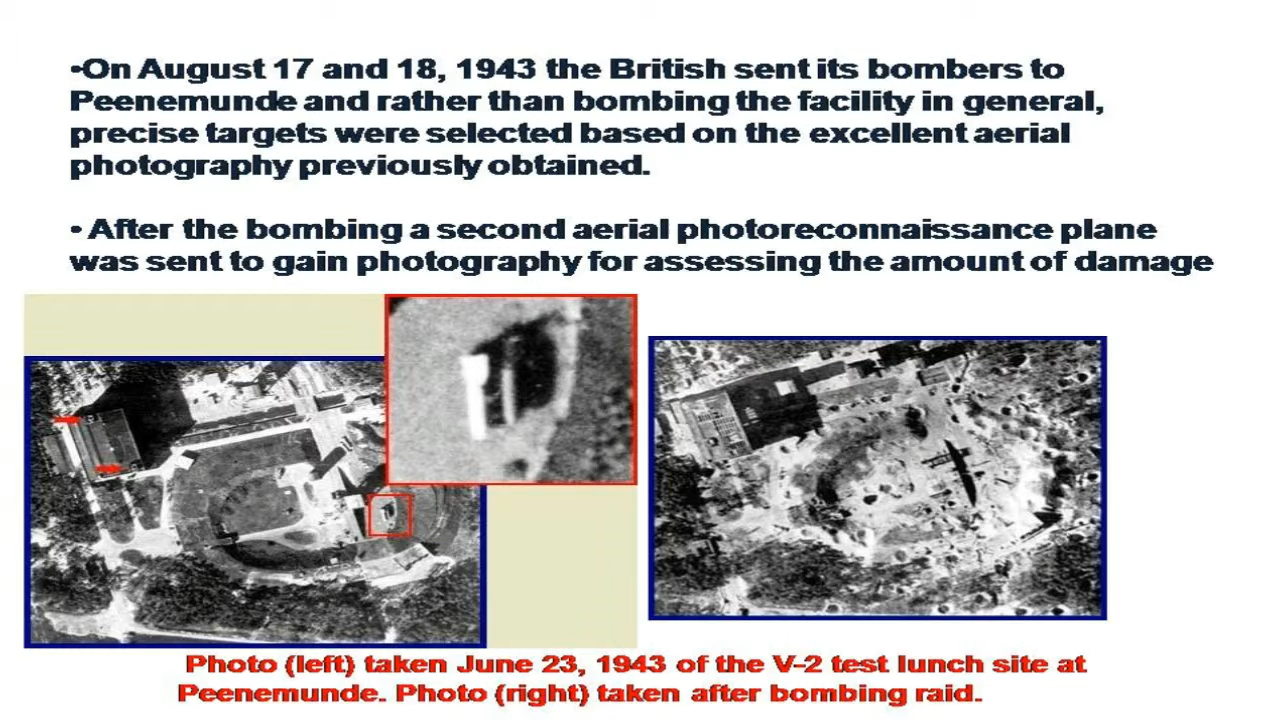 •On August 17 and 18, 1943 the British sent its bombers to
Peenemunde and rather than bombing the facility in general,
precise targets were selected based on the excellent aerial
photography previously obtained.
• After the bombing a second aerial photoreconnaissance plane
was sent to gain photography for assessing the amount of damage
Photo (left) taken June 23, 1943 of the V-2 test lunch site at
Peenemunde. Photo (right) taken after bombing raid.